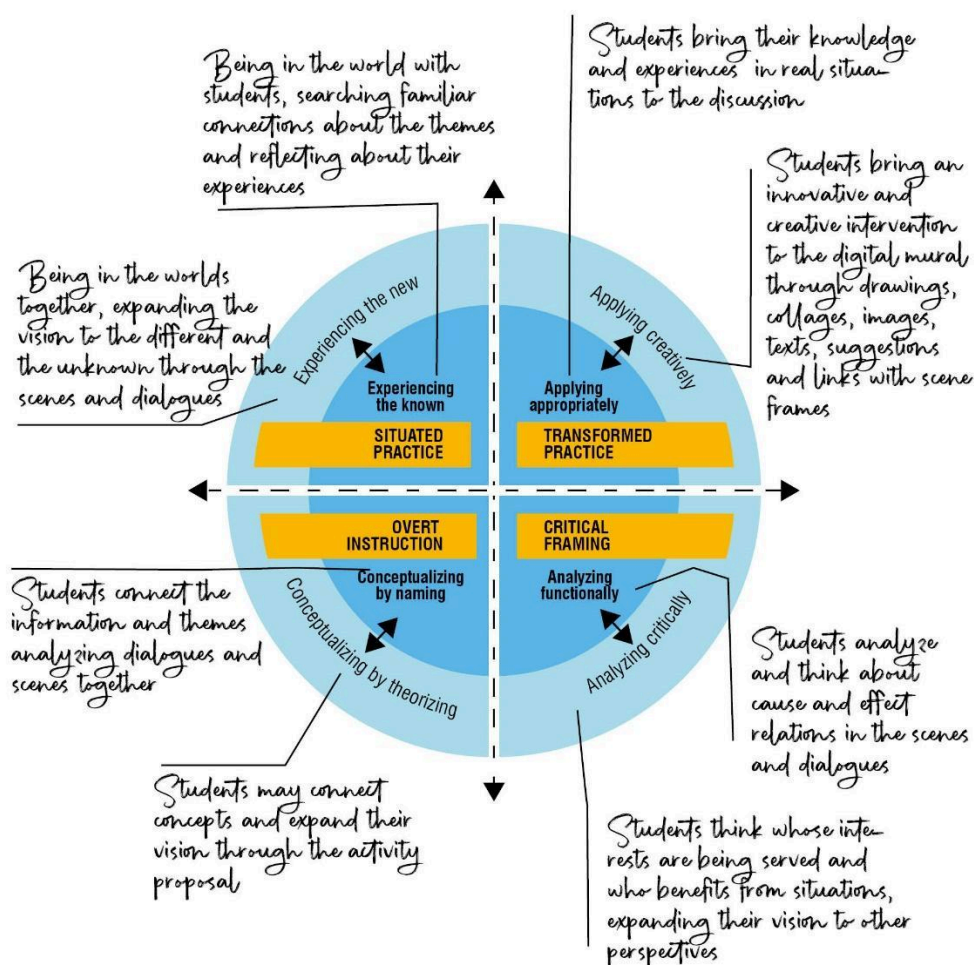 Being in the world with
students, searching familiar
connections about the themes
and reflecting about their
experiences
Students bring their knowledge
and experiences in real situa-
tions to the discussion
Being in the worlds
together, expanding the
vision to the different and
the unknown through the
scenes and dialogues
Students bring an
innovative and
creative intervention
to the digital mural
through drawings,
collages, images,
texts, suggestions
and links with scene
frames
Experiencing the new
Experiencing
the known
Applying
appropriately
Applying creatively
SITUATED
PRACTICE
TRANSFORMED
PRACTICE
OVERT
INSTRUCTION
CRITICAL
FRAMING
Conceptualizing
by naming
Analyzing
functionally
Conceptualizing by theorizing
Analyzing critically
Students connect the
information and themes
analyzing dialogues and
scenes together
Students analyze
and think about
cause and effect
relations in the scenes
and dialogues
Students may connect
concepts and expand their
vision through the activity
proposal
Students think whose inte-
rests are being served and
who benefits from situations,
expanding their vision to other
perspectives